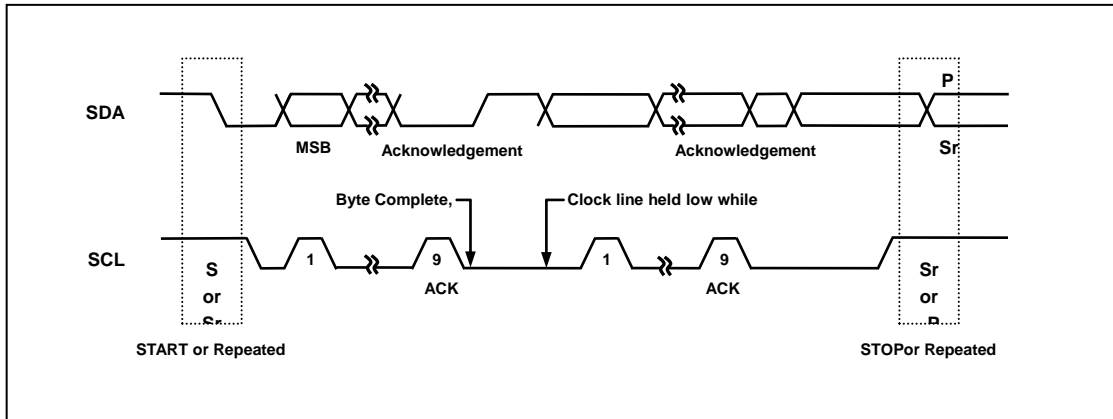 P
SDA
MSB
Acknowledgement
Acknowledgement
Sr
Byte Complete,
Clock line held low while
SCL
1
9
1
9
ACK
ACK
S
or
Sr
Sr
or
P
START or Repeated
STOPor Repeated